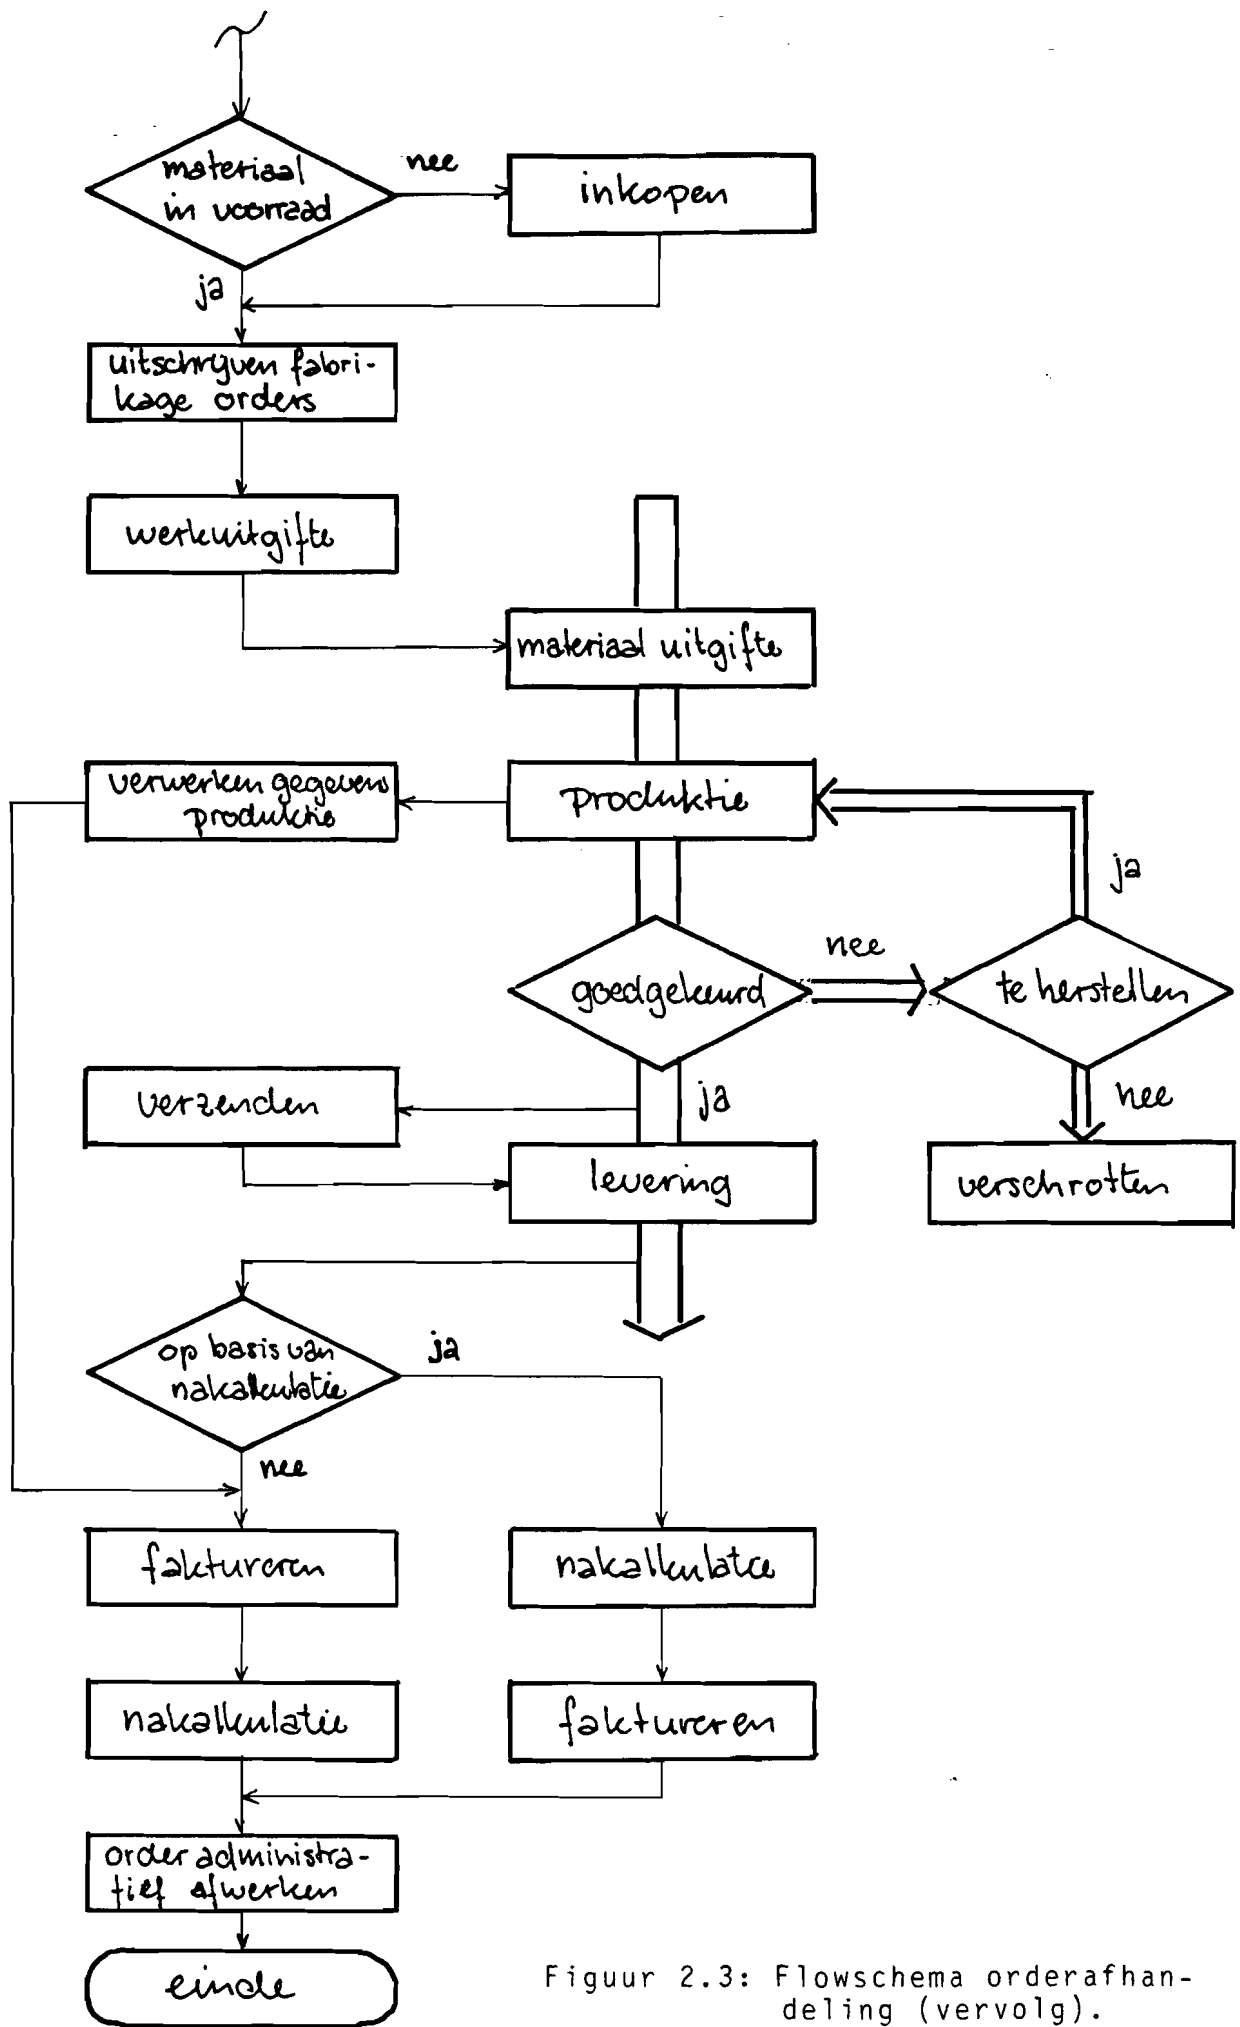 materiaal
in voorraad
nee
inkopen
ja
uitschrijven fabri-
kage orders
werkuitgifte
materiaal uitgifte
verwerken gegevens
produktie
produktie
ja
goedgekeurd
nee
te herstellen
verzenden
ja
nee
levering
verschrotten
op basis van
nakalkulatie
ja
nee
faktureren
nakalkulatie
nakalkulatie
faktureren
order administra-
tief afwerken
einde
Figuur 2.3: Flowschema orderafhan-
deling (vervolg).